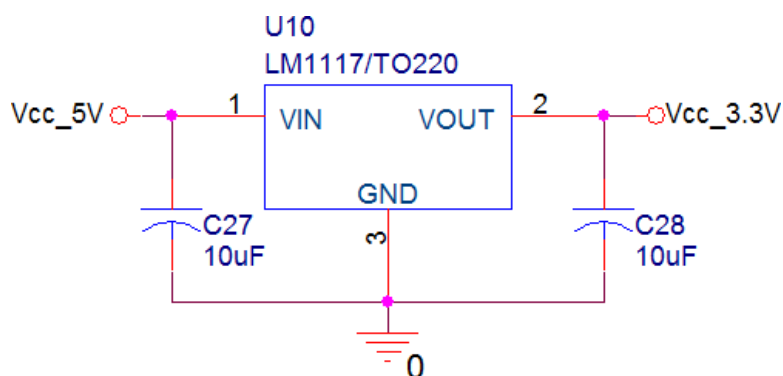 U10
LM1117/TO220
Vcc_5V
1
VIN
VOUT
2
Vcc_3.3V
GND
3
C27
10uF
C28
10uF
0